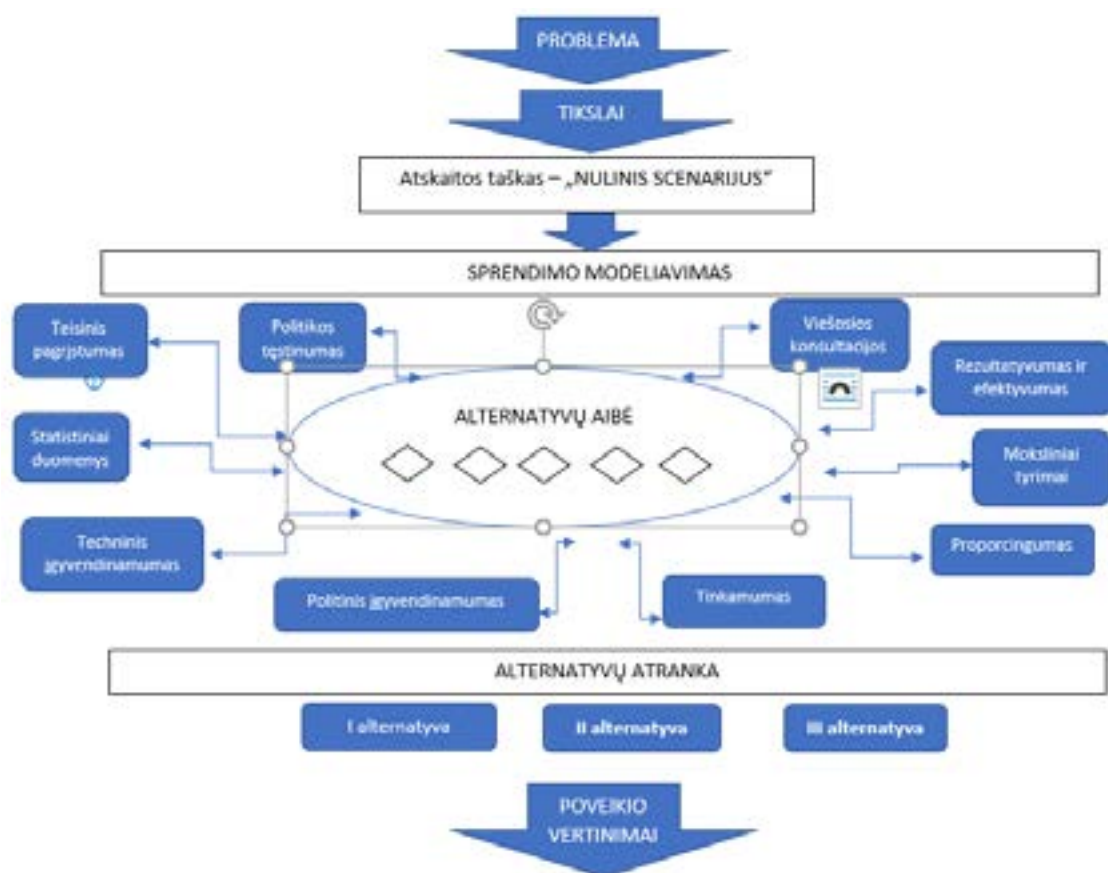 PROBLEMA
TIKSLAI
Atskaitos taškas – „NULINIS SCENARIJUS“
SPRENDIMO MODELIAVIMAS
Teisinis
pagrįstumas
Politikos
tęstinumas
Viešosios
konsultacijos
Rezultatyvumas ir
efektyvumas
ALTERNATYVŲ AIBĖ
Statistiniai
duomenys
Moksliniai
tyrimai
Techninis
įgyvendinamumas
Proporcingumas
Politinis įgyvendinamumas
Tinkamumas
ALTERNATYVŲ ATRANKA
I alternatyva
II alternatyva
III alternatyva
POVEIKIO
VERTINIMAI